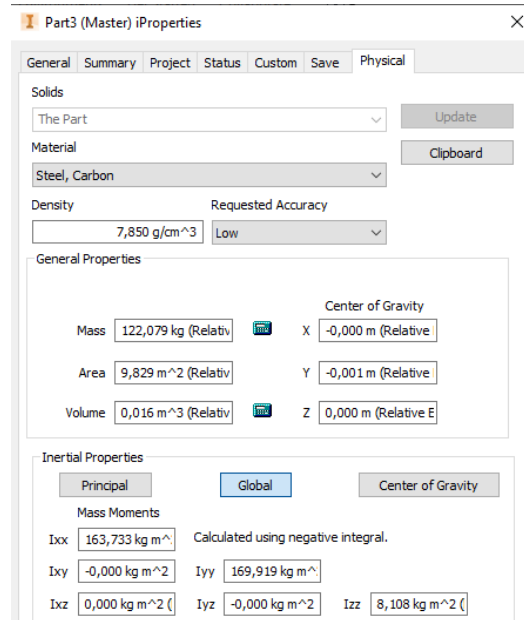 Part3 (Master) iProperties
General Summary Project Status Custom Save Physical
Solids
The Part Update
Material Clipboard
Steel, Carbon
Density Requested Accuracy
7,850 g/cm^3 Low
General Properties
Center of Gravity
Mass 122,079 kg (Relativ X -0,000 m (Relative
Area 9,829 m^2 (Relativ Y -0,001 m (Relative
Volume 0,016 m^3 (Relativ Z 0,000 m (Relative E
Inertial Properties
Principal Global Center of Gravity
Mass Moments
Ixx 163,733 kg m^ Calculated using negative integral.
Ixy -0,000 kg m^2 Iyy 169,919 kg m^
Ixz 0,000 kg m^2 ( Iyz -0,000 kg m^2 Izz 8,108 kg m^2 (